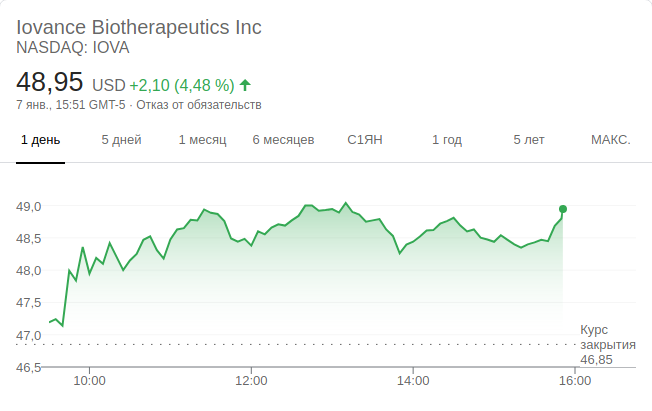 Iovance Biotherapeutics Inc
NASDAQ: IOVA
48,95 USD +2,10 (4,48 %)
7 янв., 15:51 GMT-5 · Отказ от обязательств
1 день 5 дней 1 месяц 6 месяцев С1ЯН 1 год 5 лет МАКС.
49,0
48,5
48,0
47,5
47,0
46,5
Курс
закрытия
46,85
10:00 12:00 14:00 16:00